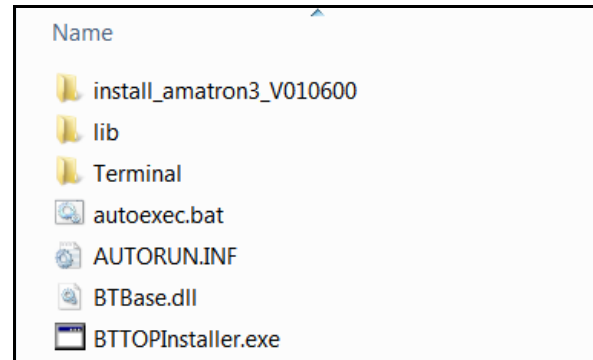 Name
install_amatron3_V010600
lib
Terminal
autoexec.bat
AUTORUN.INF
BTBase.dll
BTTOPInstaller.exe